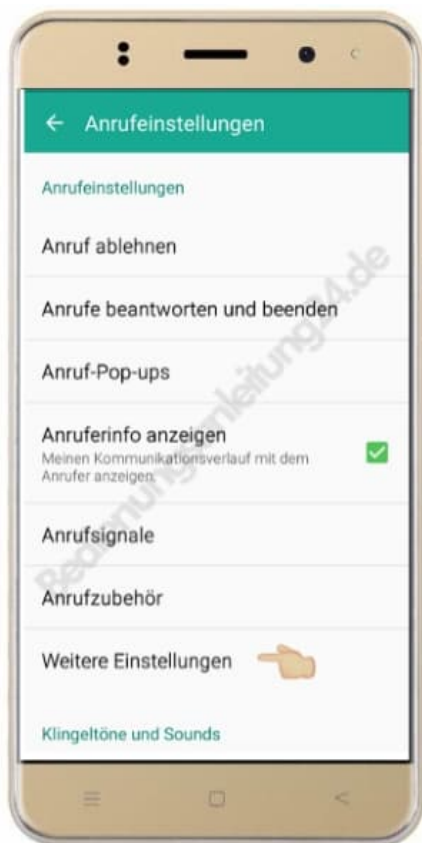 Anrufeinstellungen
Anrufeinstellungen
Anruf ablehnen
Anrufe beantworten und beenden
Anruf-Pop-ups
Anruferinfo anzeigen
Meinen Kommunikationsverlauf mit dem
Anrufer anzeigen.
Anrufsignale
Anrufzubehör
Weitere Einstellungen
Klingeltöne und Sounds
Bedienungsanleitung24.de